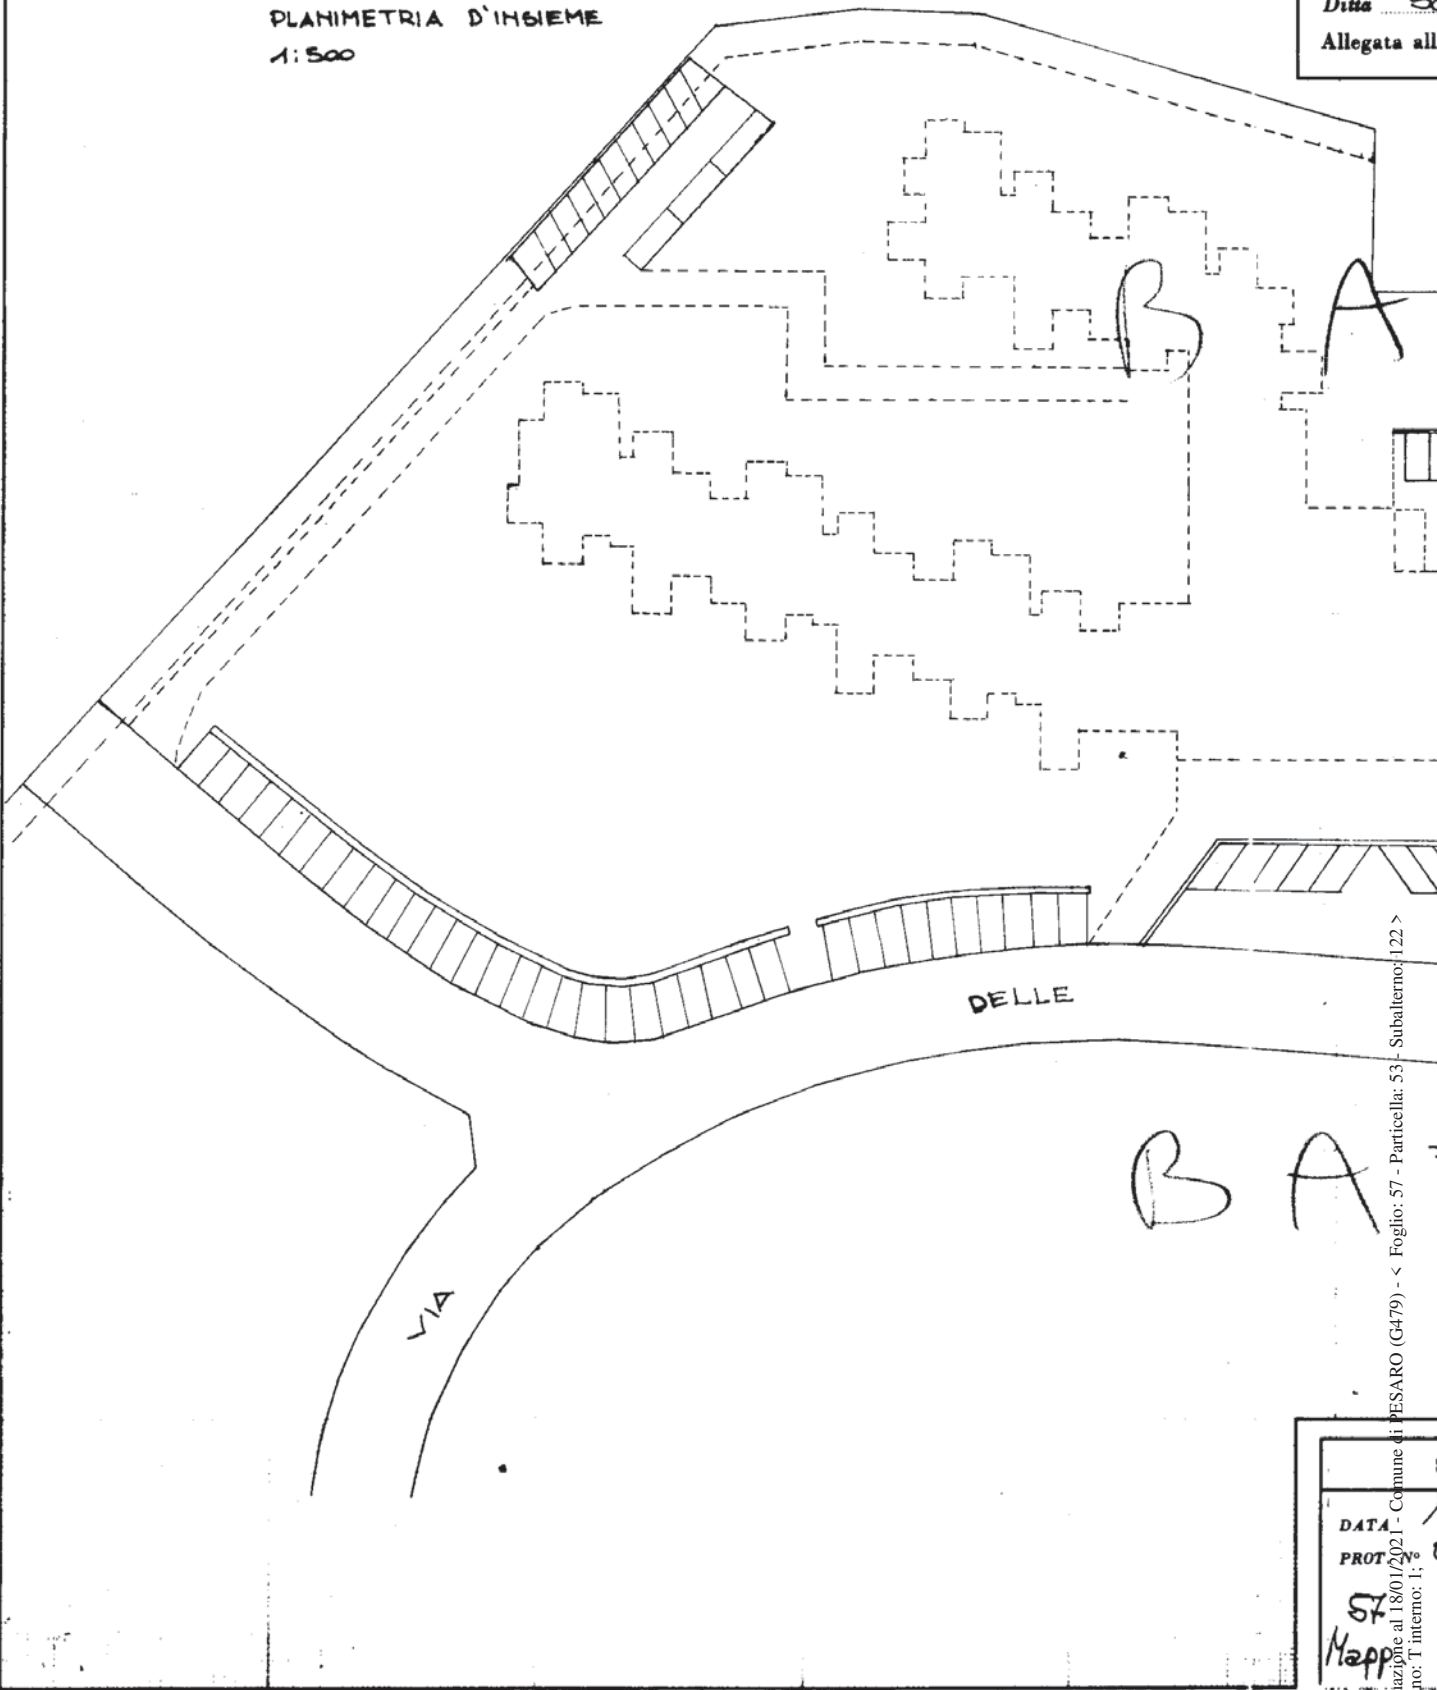 PLANIMETRIA D'INSIEME
1:500
Ditta
Allegata all
B A
DELLE
B A
VIA
azione al 18/01/2021 - Comune di PESARO (G479) - < Foglio: 57 - Particella: 53 - Subalterno: 122 >
no: T interno: 1;
DATA
PROT. N°
57
Mapp.